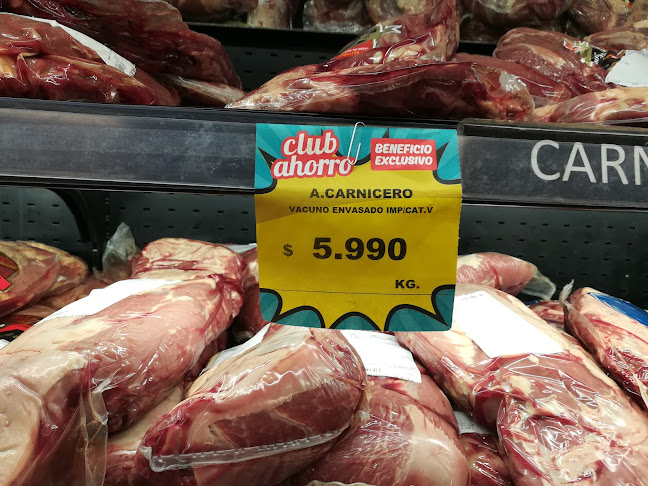 club
ahorro
BENEFICIO
EXCLUSIVO
A.CARNICERO
VACUNO ENVASADO IMP/CAT.V
$ 5.990
KG.
CARN